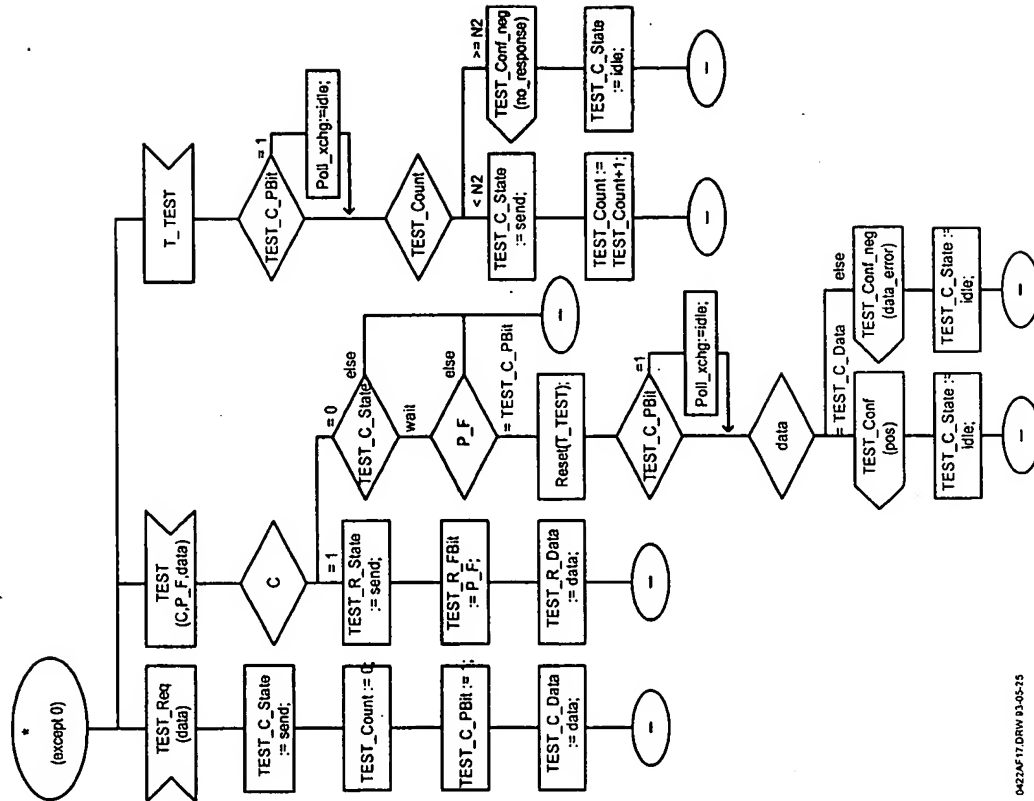 *
(except 0)
TEST_Req
(data)
TEST_C_State
:= send;
TEST_Count := 0;
TEST_C_PBit := 1;
TEST_C_Data
:= data;
–
TEST
(C,P_F,data)
C
= 1
TEST_R_State
:= send;
TEST_R_FBit
:= P_F;
TEST_R_Data
:= data;
–
= 0
TEST_C_State
else
wait
P_F
else
= TEST_C_PBit
–
Reset(T_TEST);
TEST_C_PBit
=1
Poll_xchg:=idle;
data
= TEST_C_Data
else
TEST_Conf
(pos)
TEST_C_State :=
idle;
–
TEST_Conf_neg
(data_error)
TEST_C_State :=
idle;
–
T_TEST
TEST_C_PBit
= 1
Poll_xchg:=idle;
TEST_Count
< N2
>= N2
TEST_C_State
:= send;
TEST_Count :=
TEST_Count+1;
–
TEST_Conf_neg
(no_response)
TEST_C_State
:= idle;
–
0422AF17.DRW 93-05-25